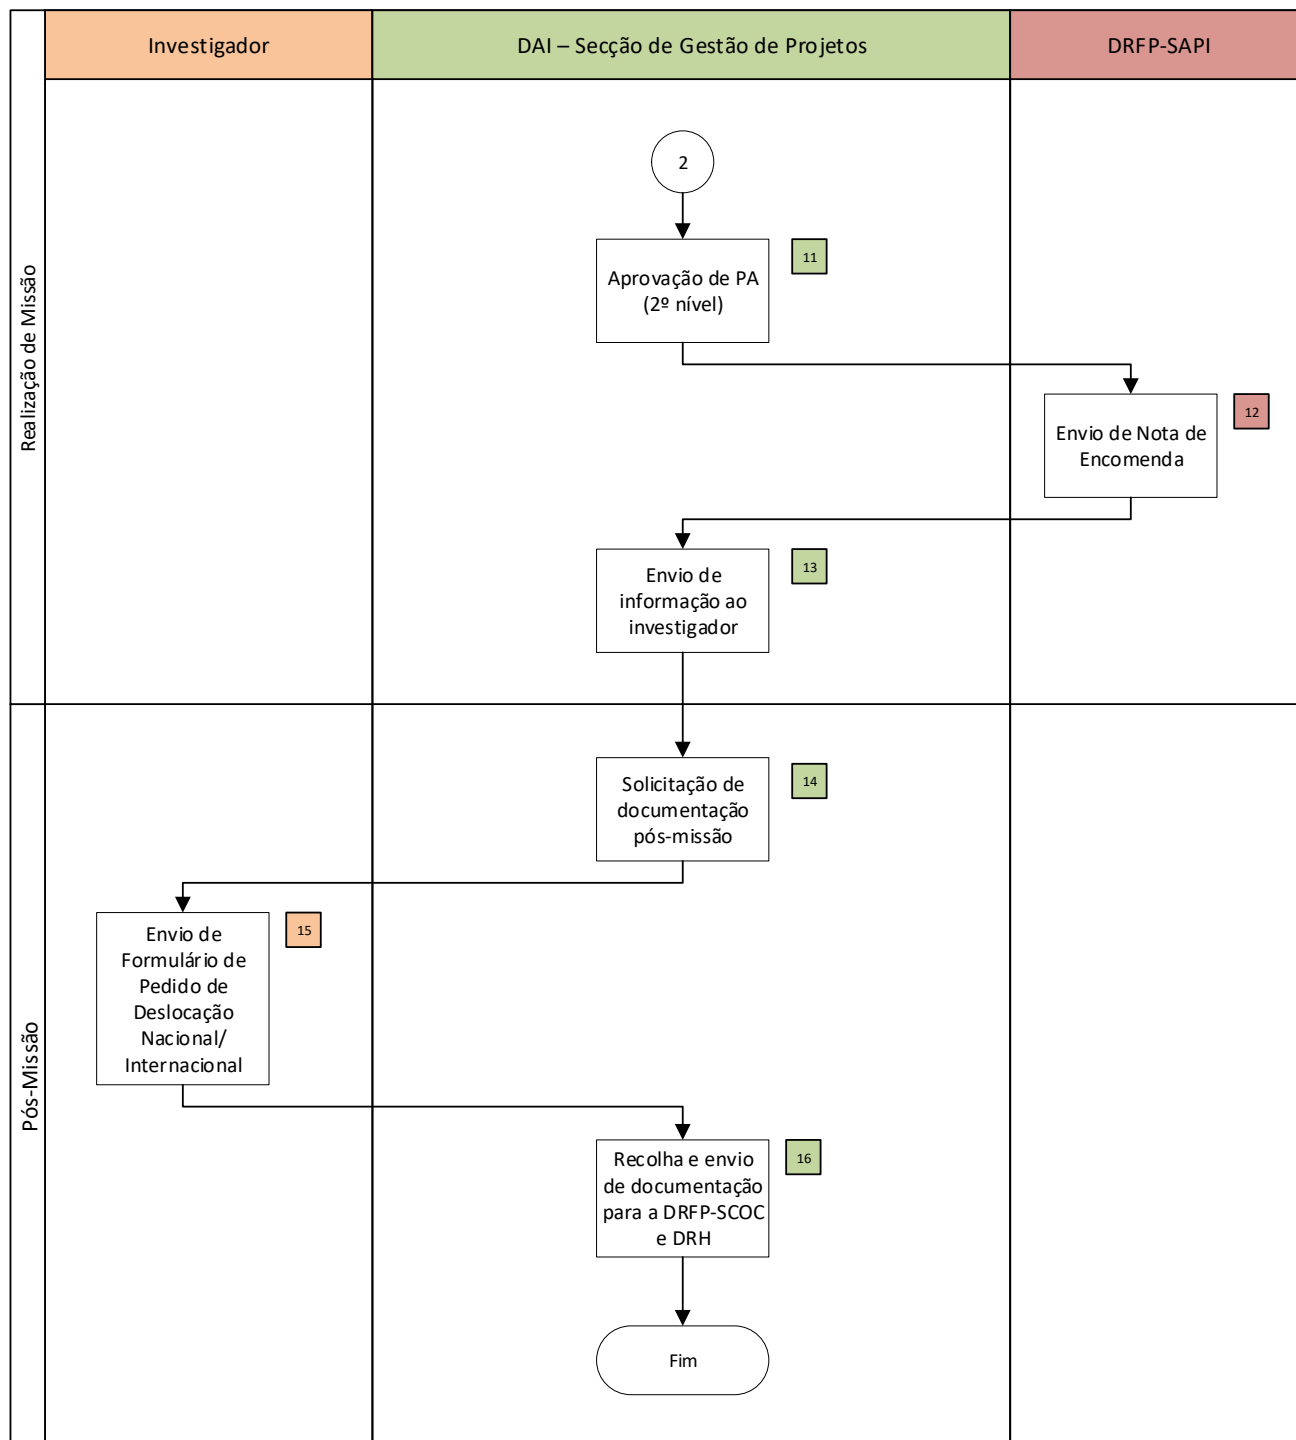 Investigador
DAI – Secção de Gestão de Projetos
DRFP-SAPI
Realização de Missão
2
Aprovação de PA
(2º nível)
11
Envio de Nota de
Encomenda
12
Envio de
informação ao
investigador
13
Pós-Missão
Solicitação de
documentação
pós-missão
14
Envio de
Formulário de
Pedido de
Deslocação
Nacional/
Internacional
15
Recolha e envio
de documentação
para a DRFP-SCOC
e DRH
16
Fim